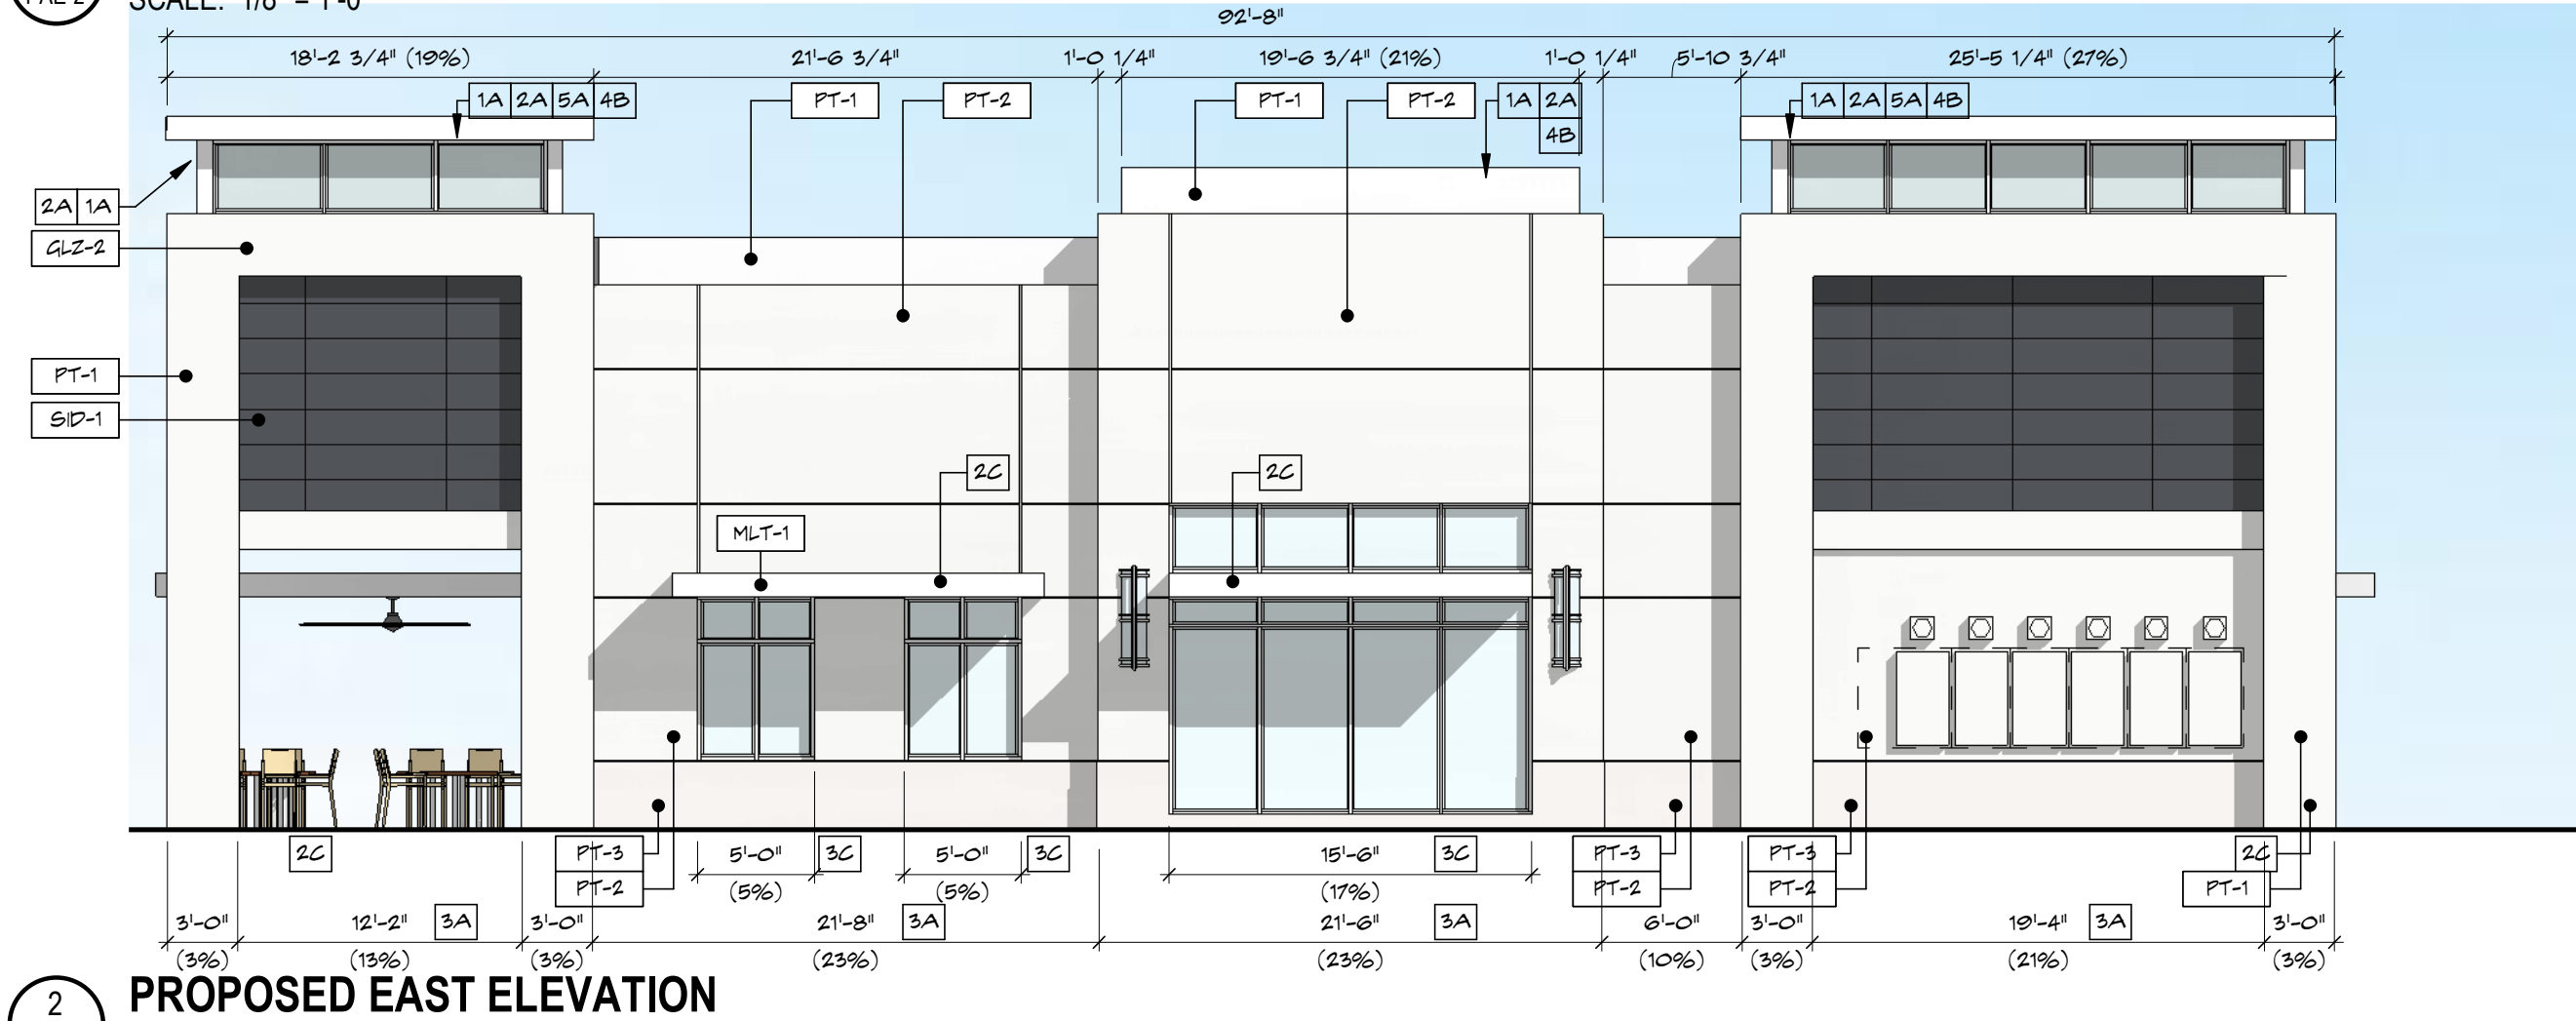 PAL-2
SCALE: 1/8" = 1'-0"
92'-8"
18'-2 3/4" (19%) 21'-6 3/4" 1'-0 1/4" 19'-6 3/4" (21%) 1'-0 1/4" 5'-10 3/4" 25'-5 1/4" (27%)
1A 2A 5A 4B PT-1 PT-2 PT-1 PT-2 1A 2A 1A 2A 5A 4B
4B
2A 1A
GLZ-2
PT-1
SID-1
2C 2C
MLT-1
2C PT-3 5'-0" 3C 5'-0" 3C 15'-6" 3C PT-3 PT-3 2C
PT-2 (5%) (5%) (17%) PT-2 PT-2 PT-1
3'-0" 12'-2" 3A 3'-0" 21'-8" 3A 21'-6" 3A 6'-0" 3'-0" 19'-4" 3A 3'-0"
(3%) (13%) (3%) (23%) (23%) (10%) (3%) (21%) (3%)
2 PROPOSED EAST ELEVATION